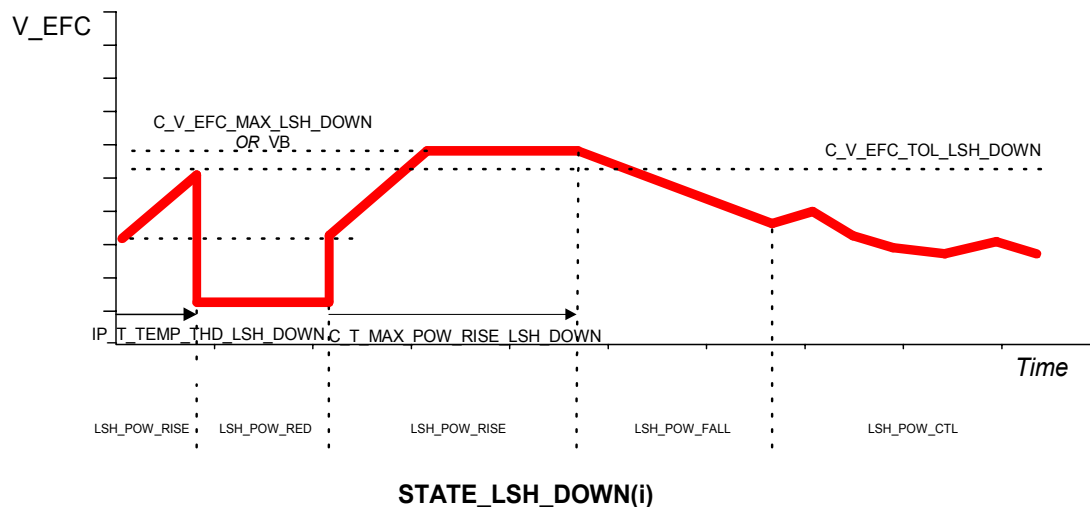 V_EFC
C_V_EFC_MAX_LSH_DOWN
OR VB
C_V_EFC_TOL_LSH_DOWN
IP_T_TEMP_THD_LSH_DOWN
C_T_MAX_POW_RISE_LSH_DOWN
Time
LSH_POW_RISE
LSH_POW_RED
LSH_POW_RISE
LSH_POW_FALL
LSH_POW_CTL
STATE_LSH_DOWN(i)